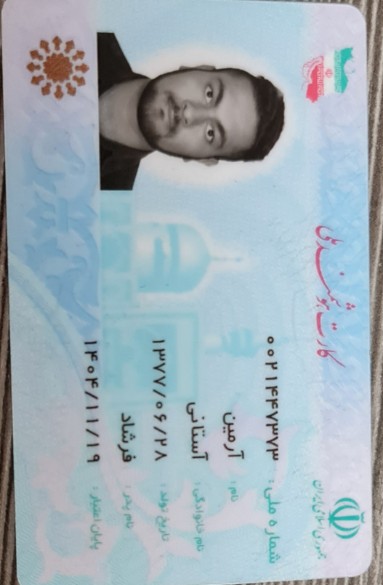 جمهوری اسلامی ایران
کارت هوشمند ملی
شماره ملی: ۰۰۲۱۴۴۷۳۷۳
نام: آرمین
نام خانوادگی: آستانی
تاریخ تولد: ۱۳۷۷/۰۶/۲۸
نام پدر: فرشاد
پایان اعتبار: ۱۴۰۴/۱۱/۱۹